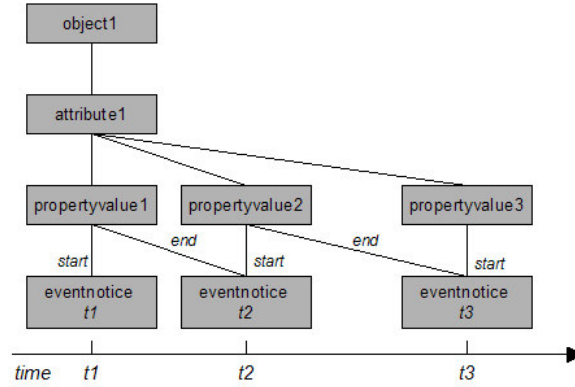 object1
attribute1
propertyvalue1 propertyvalue2 propertyvalue3
end end
start start start
eventnotice eventnotice eventnotice
t1 t2 t3
time t1 t2 t3